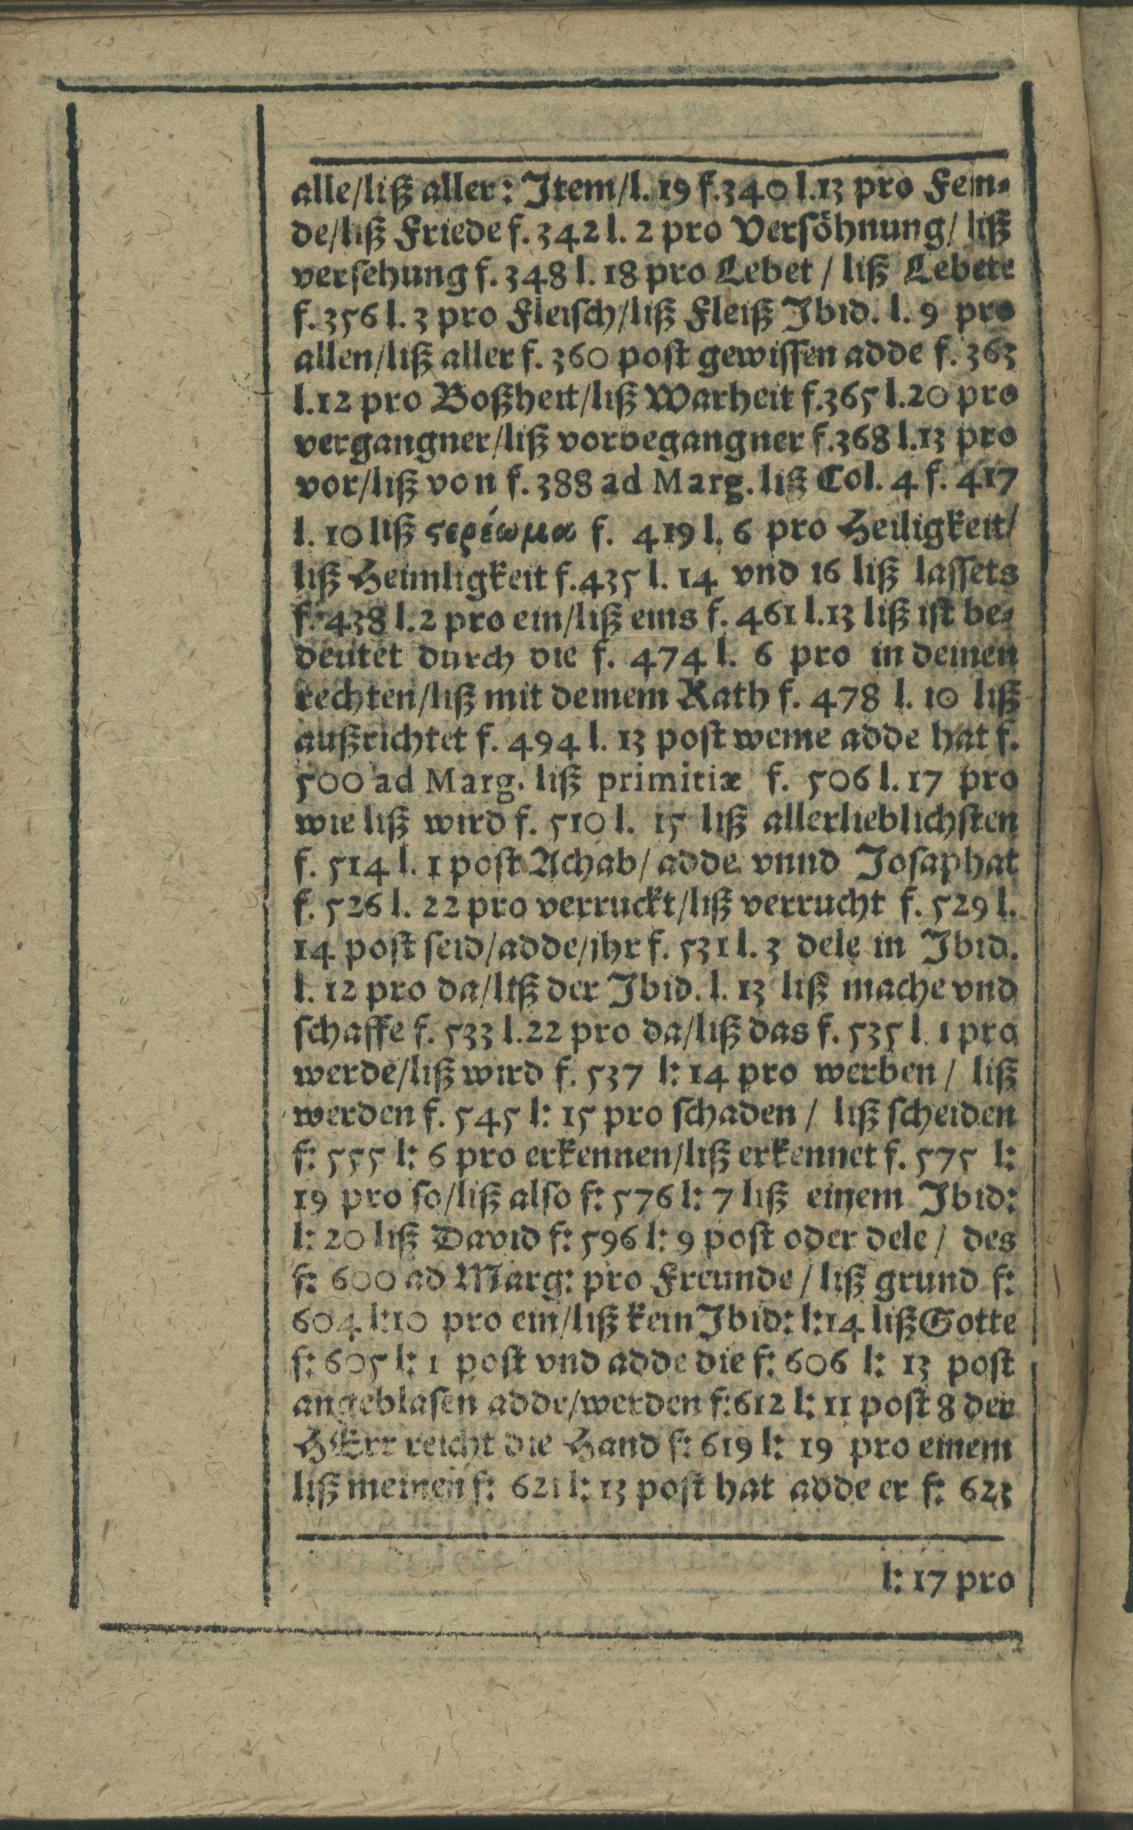 alle/liß aller: Item/l. 19 f.340 l.13 pro Fein⸗
de/liß Friede f. 342 l. 2 pro Versöhnung/ liß
versehung f. 348 l. 18 pro Lebet / liß Lebete
f. 356 l. 3 pro Fleisch/liß Fleiß Ibid. l. 9 pro
allen/liß aller f. 360 post gewissen adde f. 363
l.12 pro Boßheit/liß Warheit f.365 l.20 pro
vergangner/liß vorvegangner f.368 l.13 pro
vor/liß von f. 388 ad Marg. liß Col. 4 f. 417
l. 10 liß ςερέωμα f. 419 l. 6 pro Heiligkeit/
liß Heimligkeit f.435 l. 14 vnd 16 liß lassets
f. 438 l.2 pro ein/liß eins f. 461 l.13 liß ist be⸗
deutet durch die f. 474 l. 6 pro in deinen
rechten/liß mit deinem Rath f. 478 l. 10 liß
außrichtet f. 494 l. 13 post weine adde hat f.
500 ad Marg. liß primitiæ f. 506 l. 17 pro
wie liß wird f. 510 l. 15 liß allerlieblichsten
f. 514 l. 1 post Achab/ adde vnnd Josaphat
f. 526 l. 22 pro verruckt/liß verrucht f. 529 l.
14 post seid/adde/jhr f. 531 l. 3 dele in Ibid.
l. 12 pro da/liß der Ibid. l. 13 liß mache vnd
schaffe f. 533 l.22 pro da/liß das f. 535 l 1 pro
werde/liß wird f. 537 l: 14 pro werben / liß
werden f. 545 l: 15 pro schaden / liß scheiden
f: 555 l: 6 pro erkennen/liß erkennet f. 575 l:
19 pro so/liß also f: 576 l: 7 liß einem Ibid:
l: 20 liß David f: 596 l: 9 post oder dele / des
f: 600 ad Marg: pro Freunde / liß grund f:
604 l:10 pro ein/liß kein Ibid: l:14 liß Gotte
f: 605 l: 1 post vnd adde die f: 606 l: 13 post
angeblasen adde/werden f:612 l: 11 post 8 der
HErr reicht die Hand f: 619 l: 19 pro einem
liß meinen f: 621 l: 13 post hat adde er f: 623
l: 17 pro